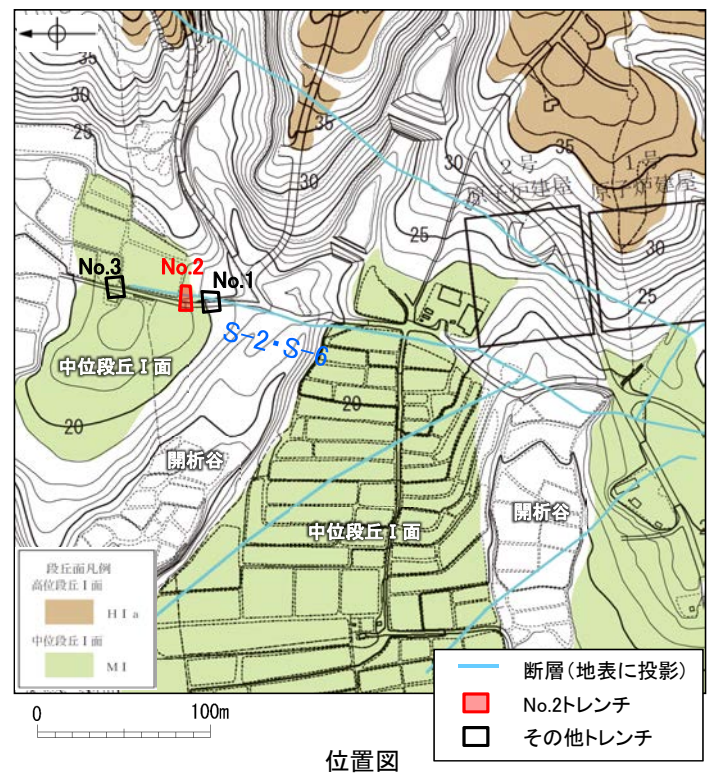 35
30
25
35
30
25
35
2号
原子炉建屋
1号
原子炉建屋
30
25
No.3
No.2
No.1
S-2・S-6
中位段丘Ⅰ面
20
20
開析谷
中位段丘Ⅰ面
開析谷
段丘面凡例
高位段丘Ⅰ面
HⅠa
中位段丘Ⅰ面
MⅠ
断層(地表に投影)
No.2トレンチ
その他トレンチ
0 100m
位置図